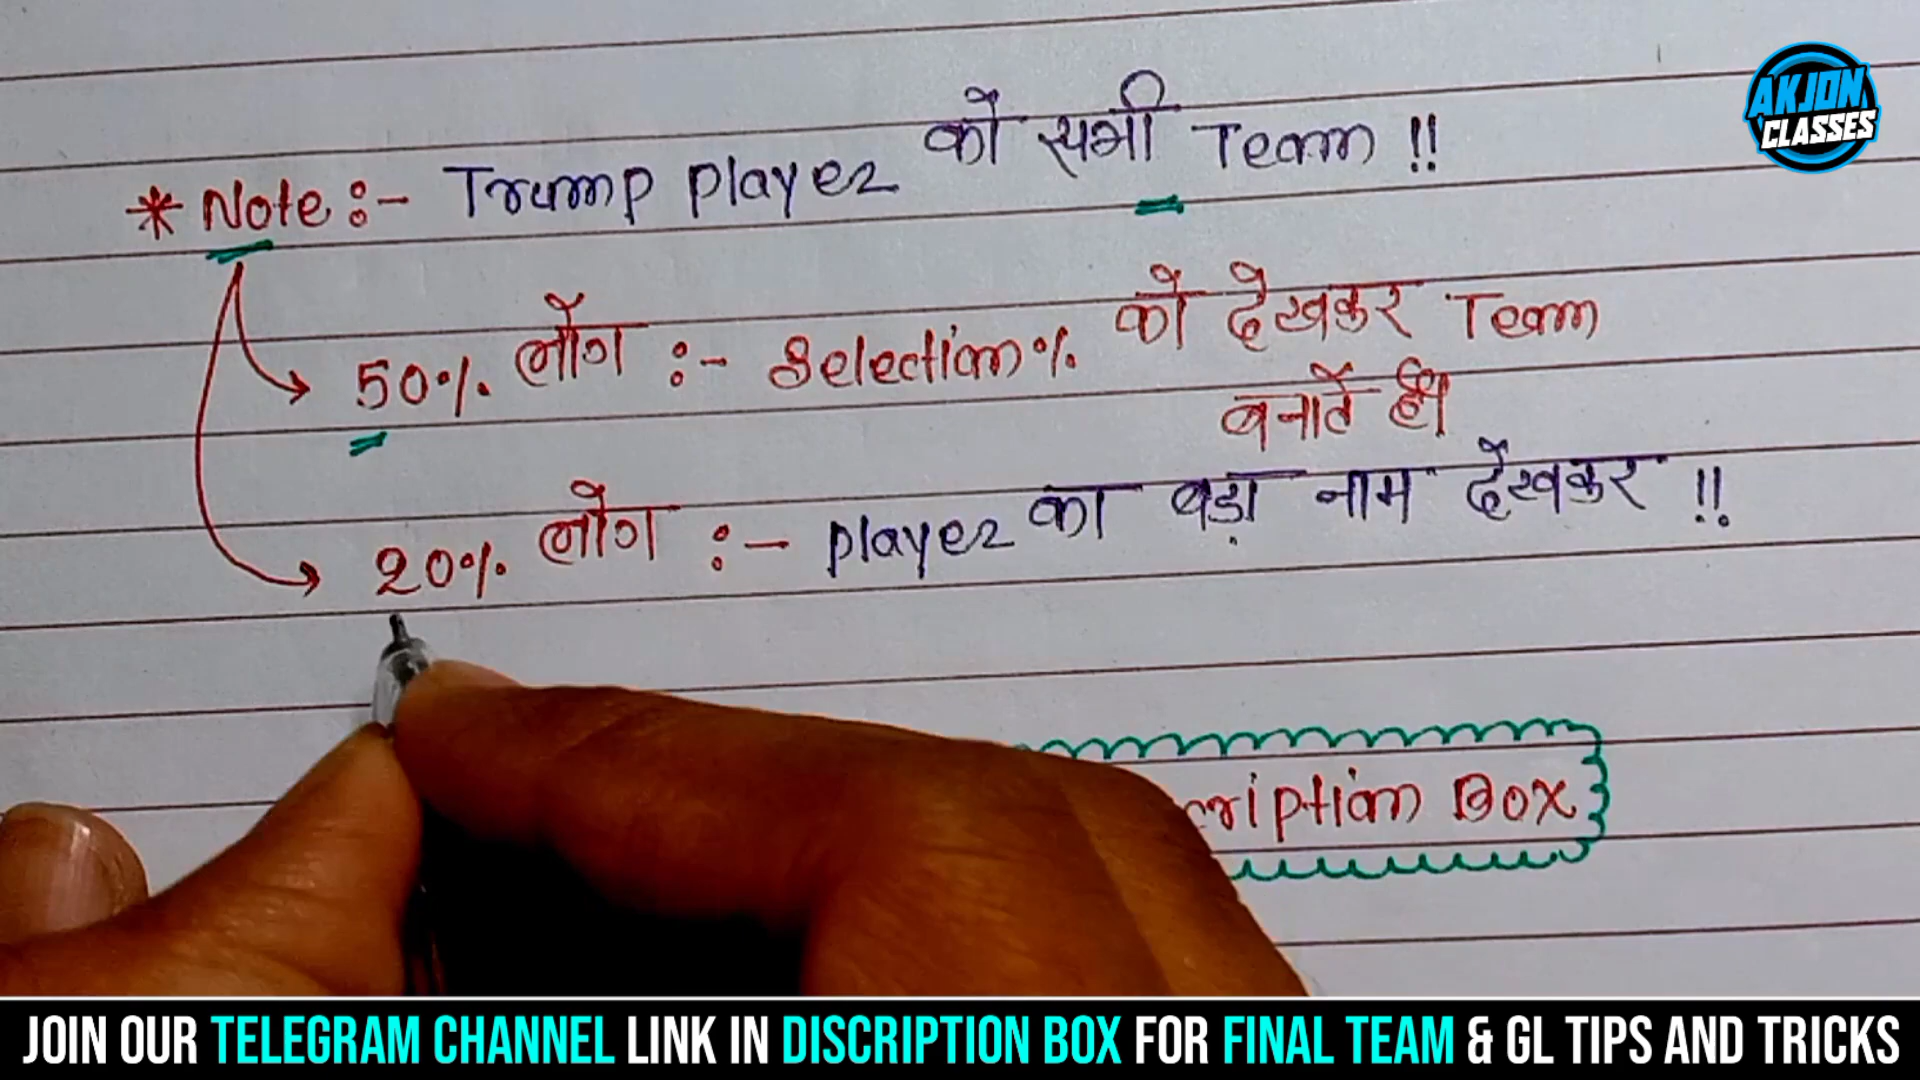 AKJON
CLASSES
* Note :- Trump player को सभी Team !!
50% लोग :- Selection% को देखकर Team
बनाते है।
20% लोग :- player का बड़ा नाम देखकर !!
cription Box
JOIN OUR TELEGRAM CHANNEL LINK IN DISCRIPTION BOX FOR FINAL TEAM & GL TIPS AND TRICKS